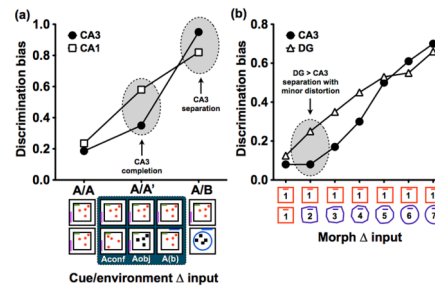 (a)
CA3
CA1
Discrimination bias
1.0
0.8
0.6
0.4
0.2
0.0
CA3
separation
CA3
completion
A/A
A/A'
A/B
Aconf
Aobj
A(b)
Cue/environment Δ input
(b)
CA3
DG
Discrimination bias
0.8
0.6
0.4
0.2
0.0
DG > CA3
separation with
minor distortion
1 1 1 1 1 1 1
1 2 3 4 5 6 7
Morph Δ input